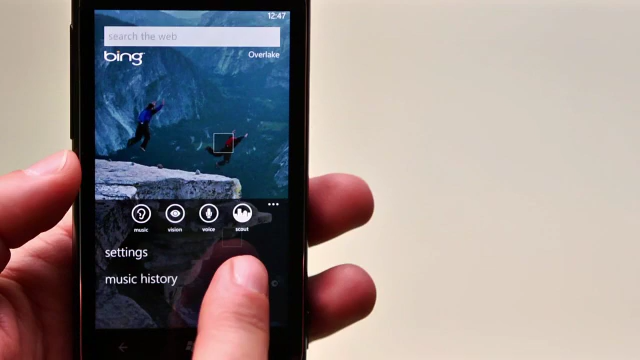 12:47
search the web
bing
Overlake
music
vision
voice
scout
settings
music history